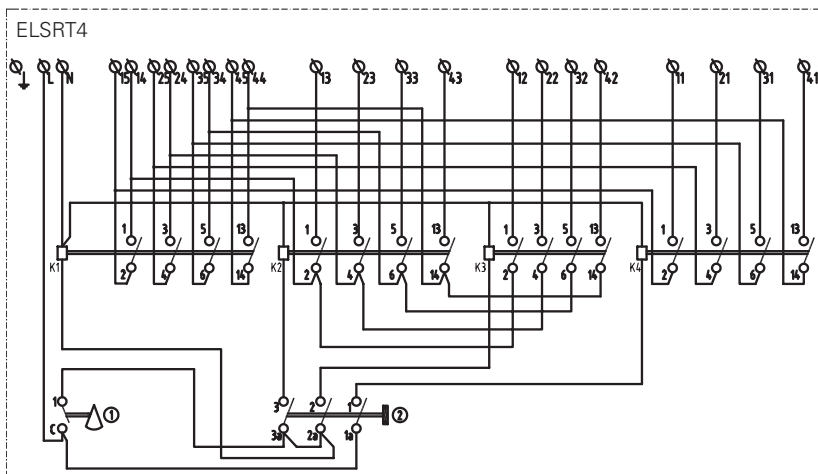 ELSRT4
L N 15 14 25 24 35 34 45 44 13 23 33 43 12 22 32 42 11 21 31 41
1 3 5 13 1 3 5 13 1 3 5 13 1 3 5 13
K1 K2 K3 K4
2 4 6 14 2 4 6 14 2 4 6 14 2 4 6 14
1 ① 3 2 1 ②
C 3a 2a 1a